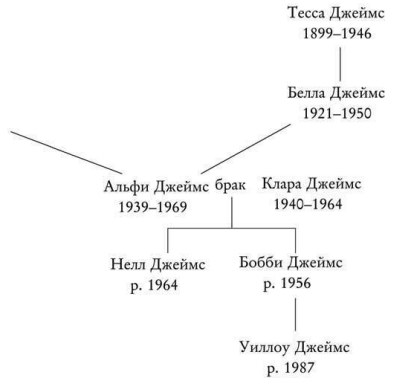 Тесса Джеймс
1899–1946
Белла Джеймс
1921–1950
Альфи Джеймс брак Клара Джеймс
1939–1969 1940–1964
Нелл Джеймс Бобби Джеймс
р. 1964 р. 1956
Уиллоу Джеймс
р. 1987